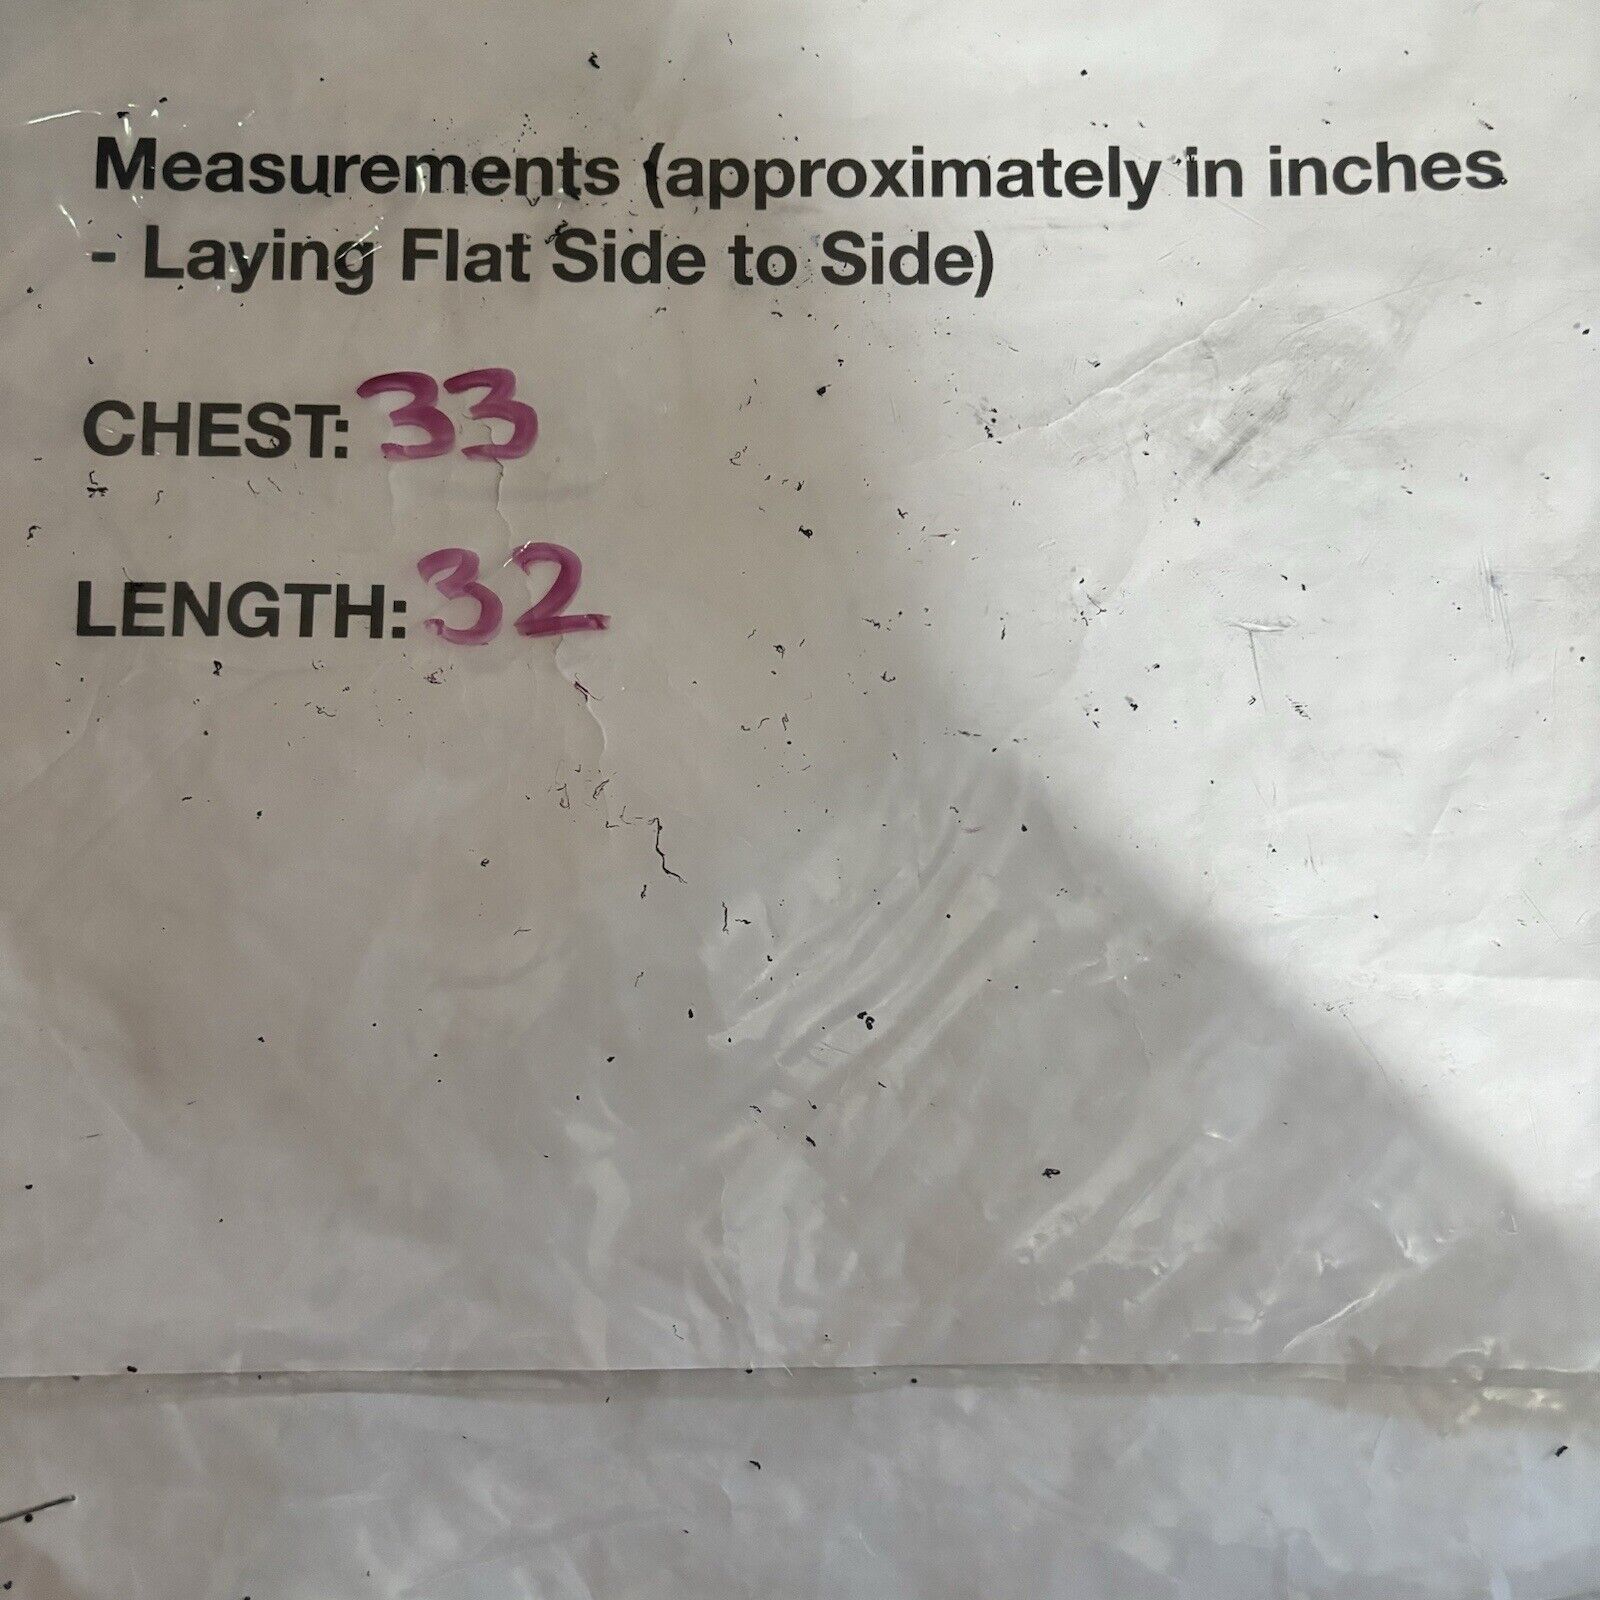 Measurements (approximately in inches
- Laying Flat Side to Side)
CHEST: 33
LENGTH: 32